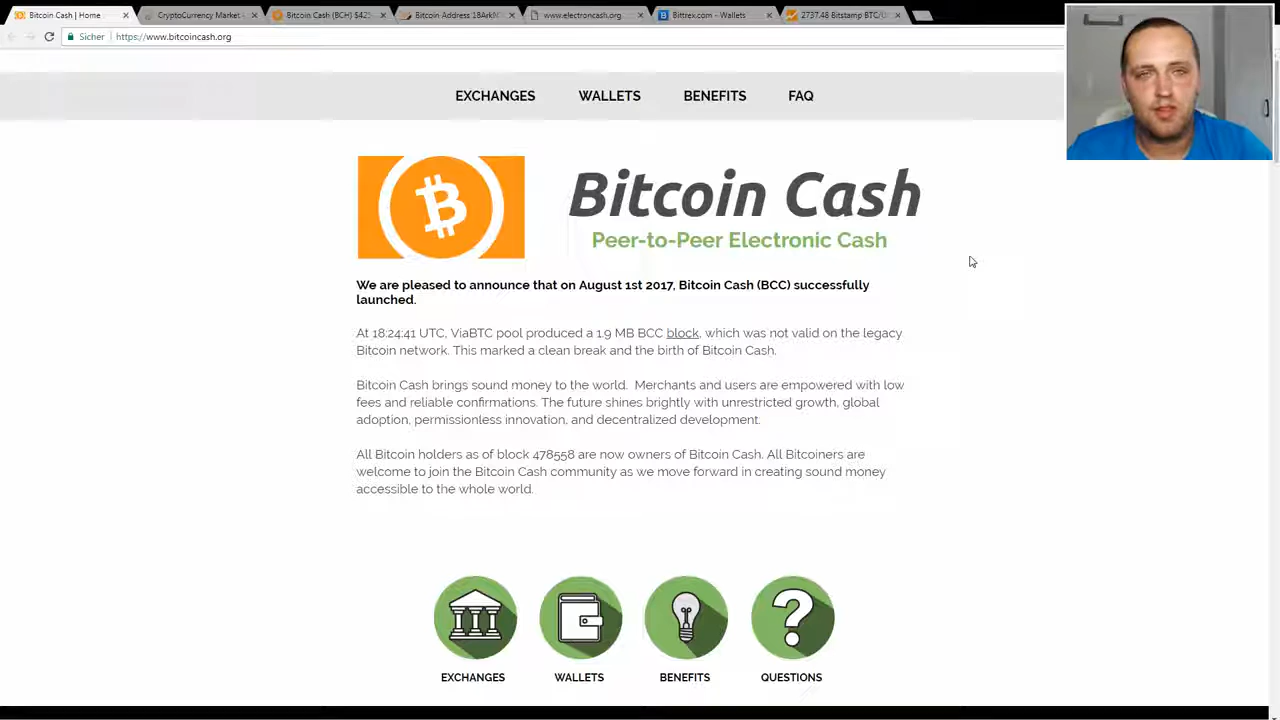 Bitcoin Cash | Home
CryptoCurrency Market
Bitcoin Cash (BCH) $425
Bitcoin Address
www.electroncash.org
Bittrex.com - Wallets
2737.48 Bitstamp BTC/
Sicher
https://www.bitcoincash.org
EXCHANGES WALLETS BENEFITS FAQ
Bitcoin Cash
Peer-to-Peer Electronic Cash
We are pleased to announce that on August 1st 2017, Bitcoin Cash (BCC) successfully
launched.
At 18:24:41 UTC, ViaBTC pool produced a 1.9 MB BCC block, which was not valid on the legacy
Bitcoin network. This marked a clean break and the birth of Bitcoin Cash.
Bitcoin Cash brings sound money to the world. Merchants and users are empowered with low
fees and reliable confirmations. The future shines brightly with unrestricted growth, global
adoption, permissionless innovation, and decentralized development.
All Bitcoin holders as of block 478558 are now owners of Bitcoin Cash. All Bitcoiners are
welcome to join the Bitcoin Cash community as we move forward in creating sound money
accessible to the whole world.
EXCHANGES WALLETS BENEFITS QUESTIONS